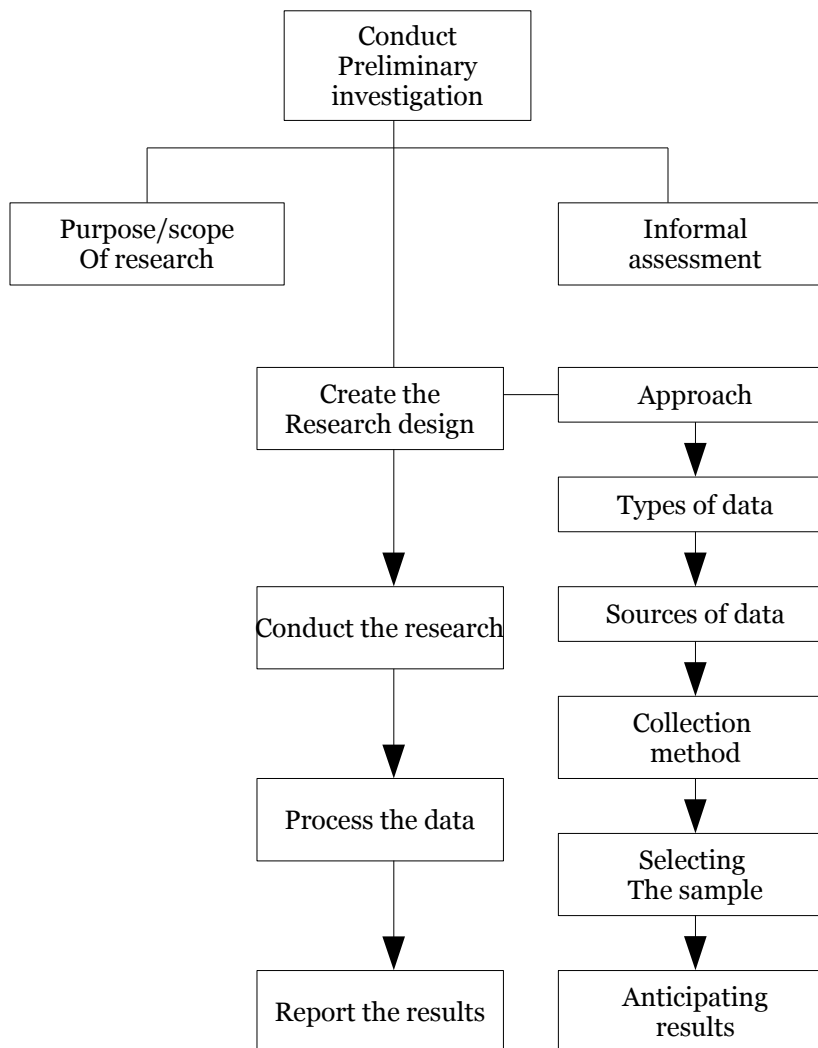 Conduct
Preliminary
investigation
Purpose/scope
Of research
Informal
assessment
Create the
Research design
Approach
Types of data
Conduct the research
Sources of data
Collection
method
Process the data
Selecting
The sample
Report the results
Anticipating
results